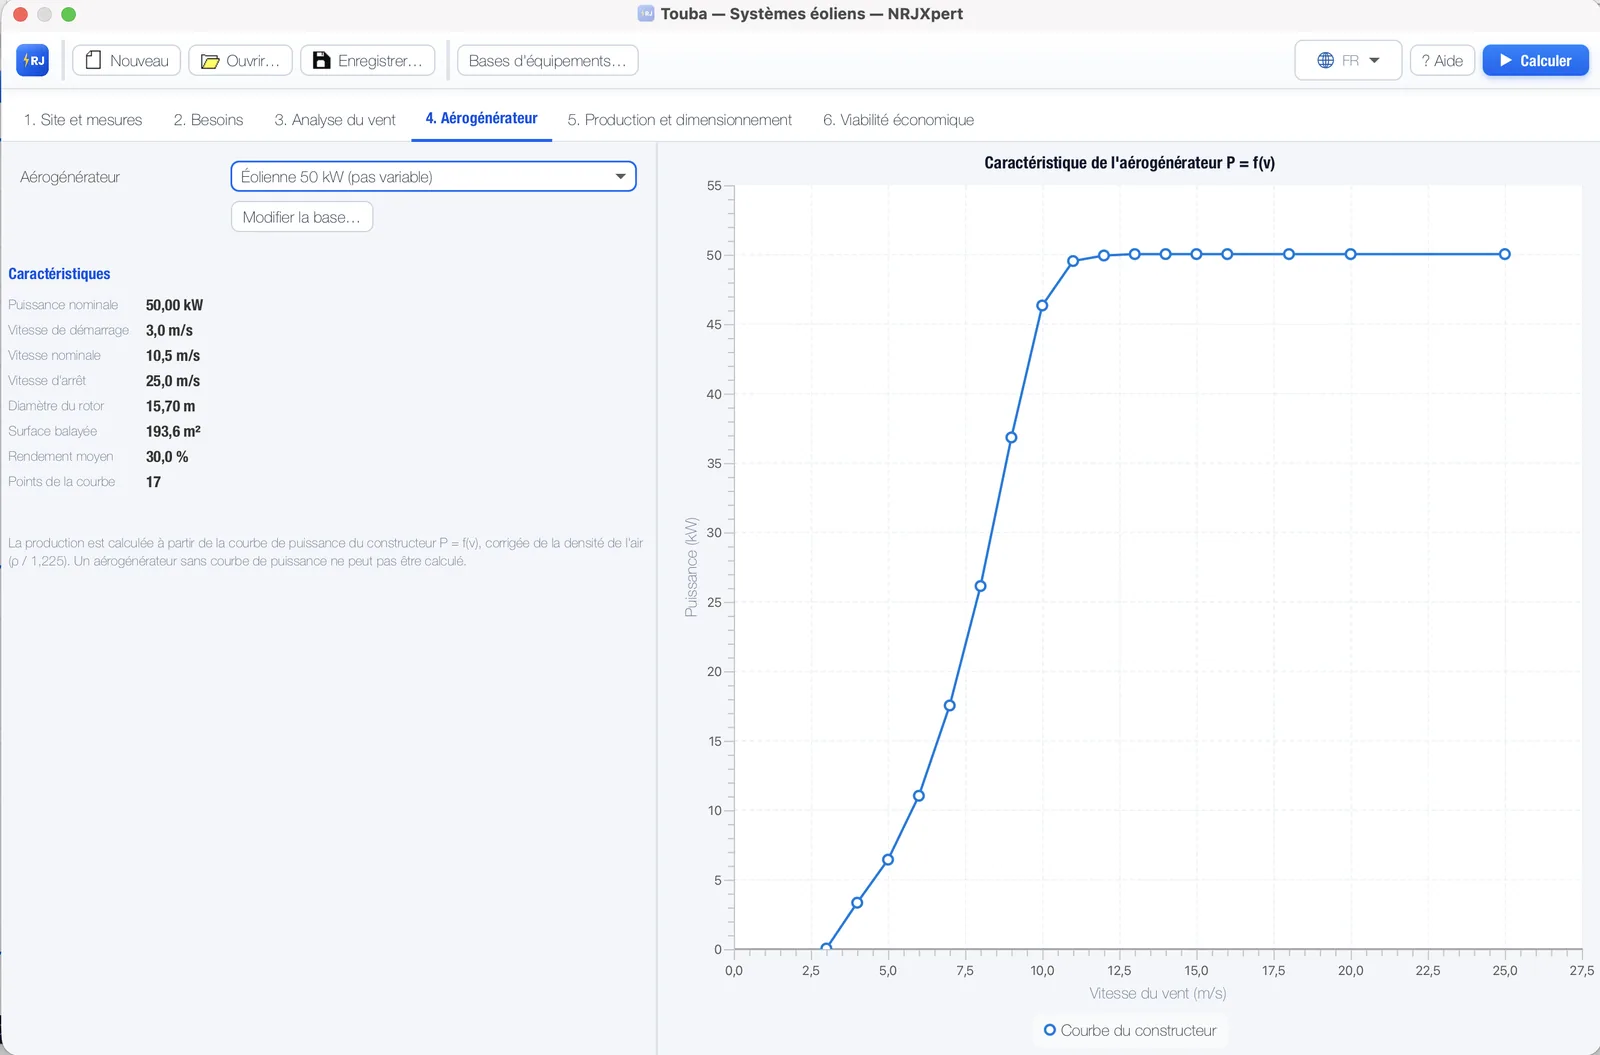 Touba — Systèmes éoliens — NRJXpert
RJ
Nouveau
Ouvrir…
Enregistrer…
Bases d'équipements…
FR
? Aide
Calculer
1. Site et mesures
2. Besoins
3. Analyse du vent
4. Aérogénérateur
5. Production et dimensionnement
6. Viabilité économique
Aérogénérateur
Éolienne 50 kW (pas variable)
Modifier la base…
Caractéristiques
Puissance nominale 50,00 kW
Vitesse de démarrage 3,0 m/s
Vitesse nominale 10,5 m/s
Vitesse d'arrêt 25,0 m/s
Diamètre du rotor 15,70 m
Surface balayée 193,6 m²
Rendement moyen 30,0 %
Points de la courbe 17
La production est calculée à partir de la courbe de puissance du constructeur P = f(v), corrigée de la densité de l'air
(ρ / 1,225). Un aérogénérateur sans courbe de puissance ne peut pas être calculé.
Caractéristique de l'aérogénérateur P = f(v)
55
50
45
40
35
30
25
20
15
10
5
0
Puissance (kW)
0,0 2,5 5,0 7,5 10,0 12,5 15,0 17,5 20,0 22,5 25,0 27,5
Vitesse du vent (m/s)
Courbe du constructeur